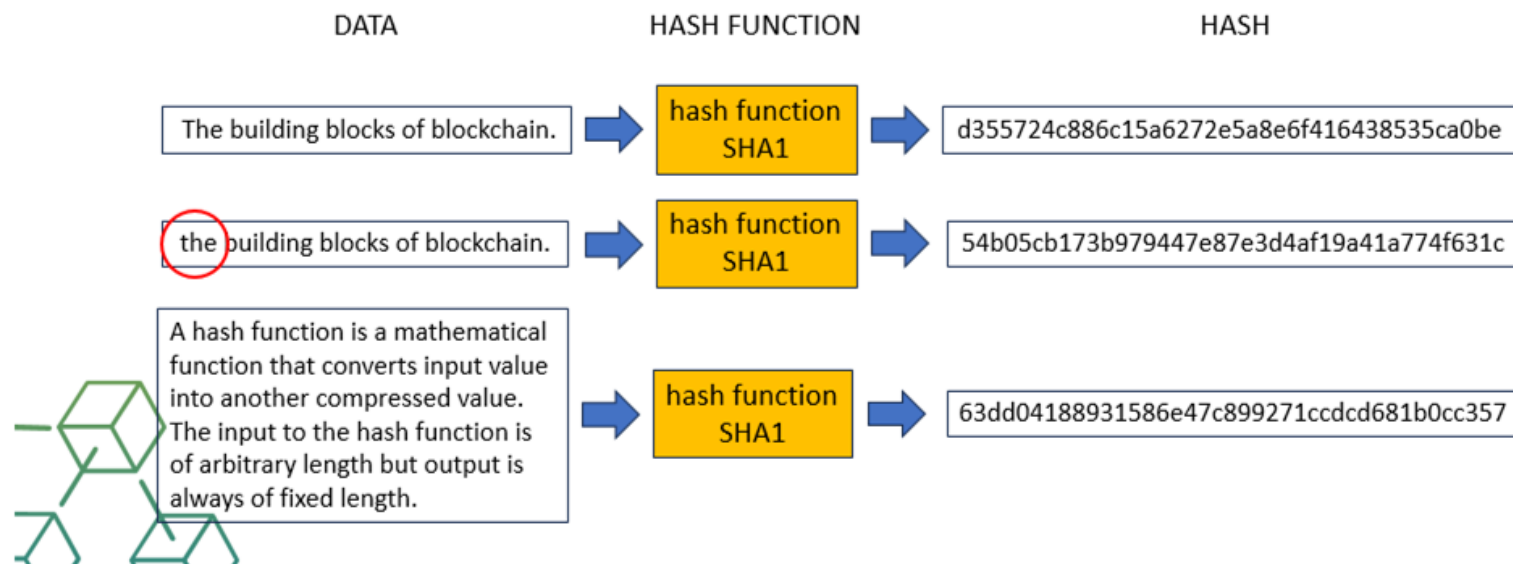 DATA HASH FUNCTION HASH
The building blocks of blockchain.
hash function
SHA1
d355724c886c15a6272e5a8e6f416438535ca0be
the building blocks of blockchain.
hash function
SHA1
54b05cb173b979447e87e3d4af19a41a774f631c
A hash function is a mathematical
function that converts input value
into another compressed value.
The input to the hash function is
of arbitrary length but output is
always of fixed length.
hash function
SHA1
63dd04188931586e47c899271ccdcd681b0cc357